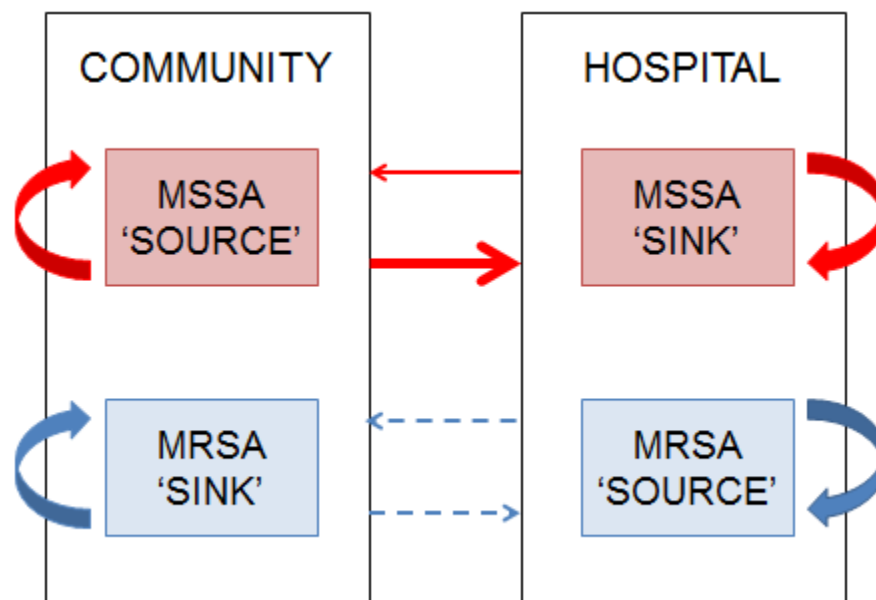 COMMUNITY
HOSPITAL
MSSA
‘SOURCE’
MSSA
‘SINK’
MRSA
‘SINK’
MRSA
‘SOURCE’